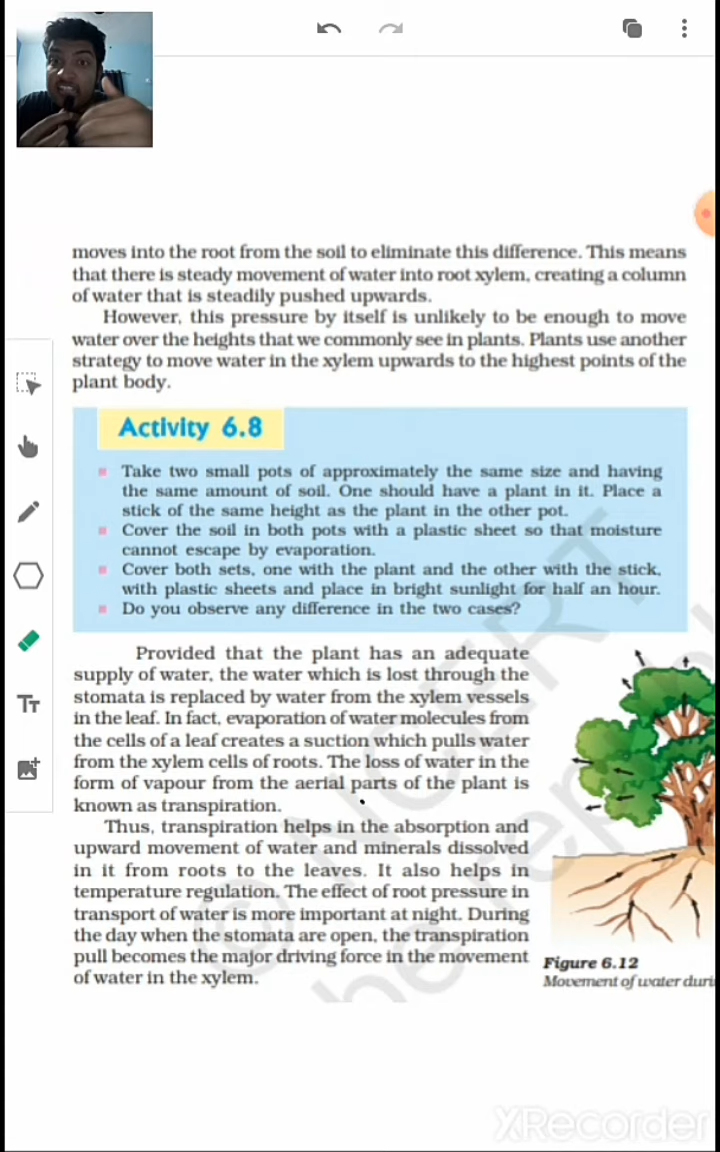 moves into the root from the soil to eliminate this difference. This means
that there is steady movement of water into root xylem, creating a column
of water that is steadily pushed upwards.
However, this pressure by itself is unlikely to be enough to move
water over the heights that we commonly see in plants. Plants use another
strategy to move water in the xylem upwards to the highest points of the
plant body.
Activity 6.8
Take two small pots of approximately the same size and having
the same amount of soil. One should have a plant in it. Place a
stick of the same height as the plant in the other pot.
Cover the soil in both pots with a plastic sheet so that moisture
cannot escape by evaporation.
Cover both sets, one with the plant and the other with the stick,
with plastic sheets and place in bright sunlight for half an hour.
Do you observe any difference in the two cases?
Provided that the plant has an adequate
supply of water, the water which is lost through the
stomata is replaced by water from the xylem vessels
in the leaf. In fact, evaporation of water molecules from
the cells of a leaf creates a suction which pulls water
from the xylem cells of roots. The loss of water in the
form of vapour from the aerial parts of the plant is
known as transpiration.
Thus, transpiration helps in the absorption and
upward movement of water and minerals dissolved
in it from roots to the leaves. It also helps in
temperature regulation. The effect of root pressure in
transport of water is more important at night. During
the day when the stomata are open, the transpiration
pull becomes the major driving force in the movement
of water in the xylem.
Figure 6.12
Movement of water duri
TT
© NCERT
be rep
XRecorder